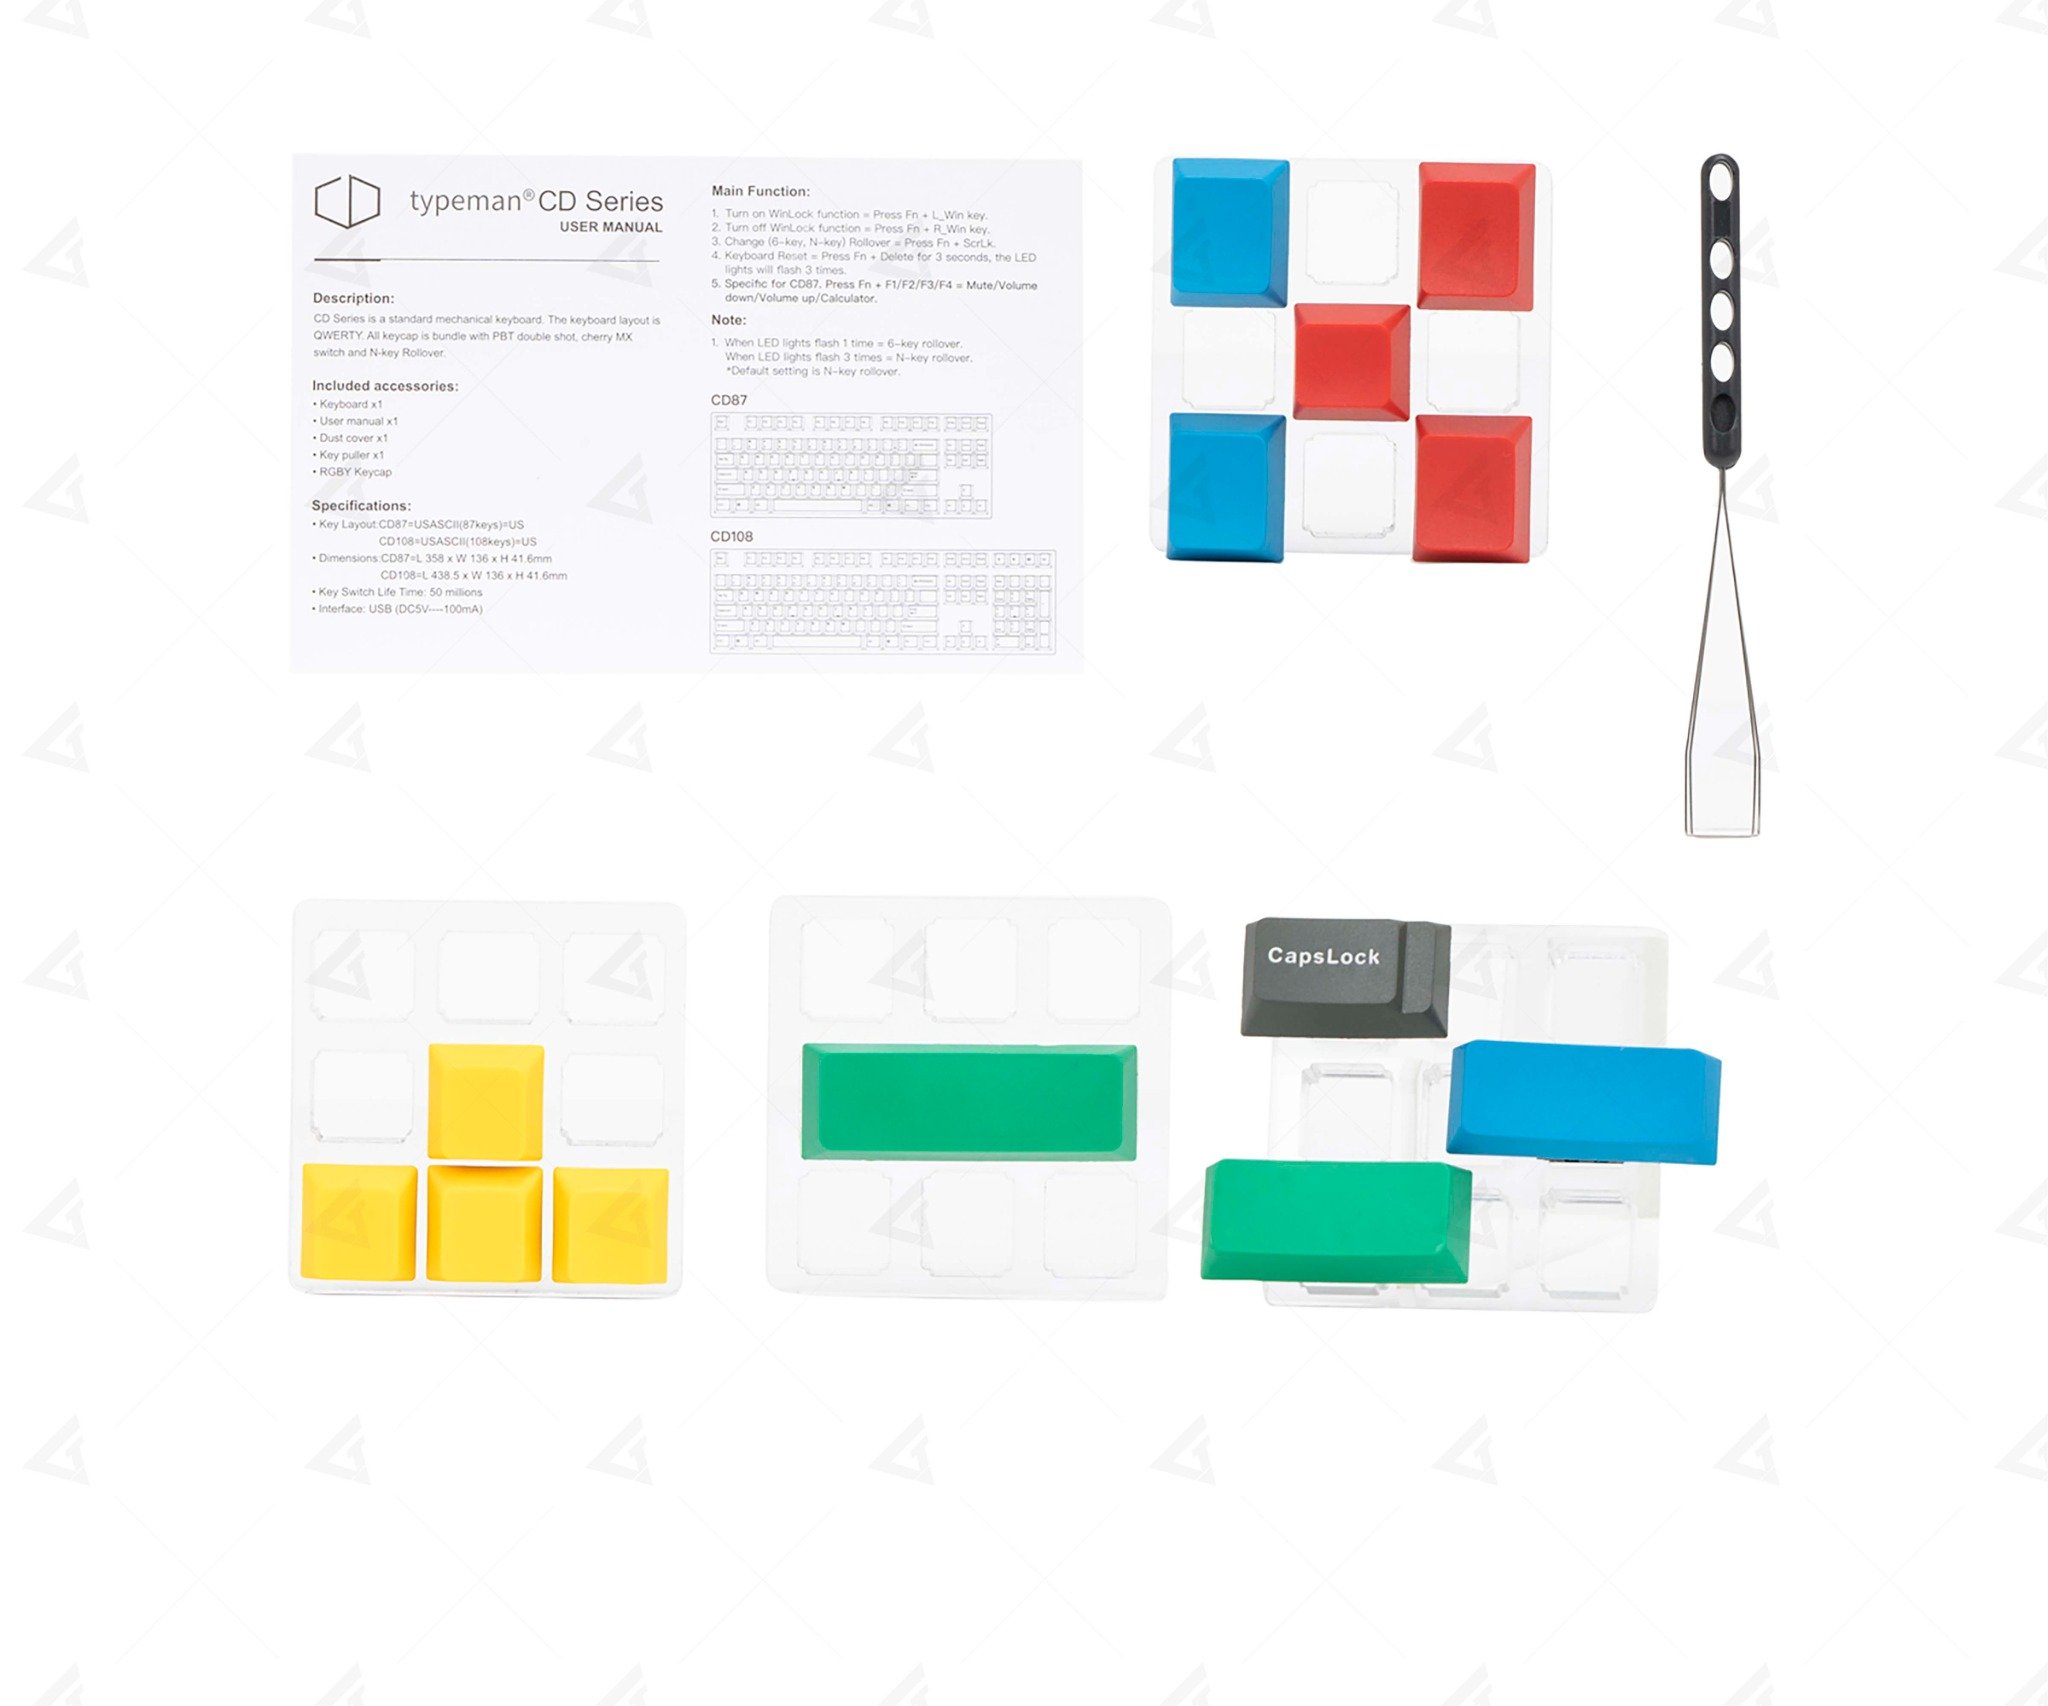 typeman® CD Series
USER MANUAL
Description:
CD Series is a standard mechanical keyboard. The keyboard layout is
QWERTY. All keycap is bundle with PBT double shot, cherry MX
switch and N-key Rollover.
Included accessories:
• Keyboard x1
• User manual x1
• Dust cover x1
• Key puller x1
• RGBY Keycap
Specifications:
• Key Layout:CD87=USASCII(87keys)=US
CD108=USASCII(108keys)=US
• Dimensions:CD87=L 358 x W 136 x H 41.6mm
CD108=L 438.5 x W 136 x H 41.6mm
• Key Switch Life Time: 50 millions
• Interface: USB (DC5V----100mA)
Main Function:
1. Turn on WinLock function = Press Fn + L_Win key.
2. Turn off WinLock function = Press Fn + R_Win key.
3. Change (6-key, N-key) Rollover = Press Fn + ScrLk.
4. Keyboard Reset = Press Fn + Delete for 3 seconds, the LED
lights will flash 3 times.
5. Specific for CD87. Press Fn + F1/F2/F3/F4 = Mute/Volume
down/Volume up/Calculator.
Note:
1. When LED lights flash 1 time = 6-key rollover.
When LED lights flash 3 times = N-key rollover.
*Default setting is N-key rollover.
CD87
CD108
CapsLock